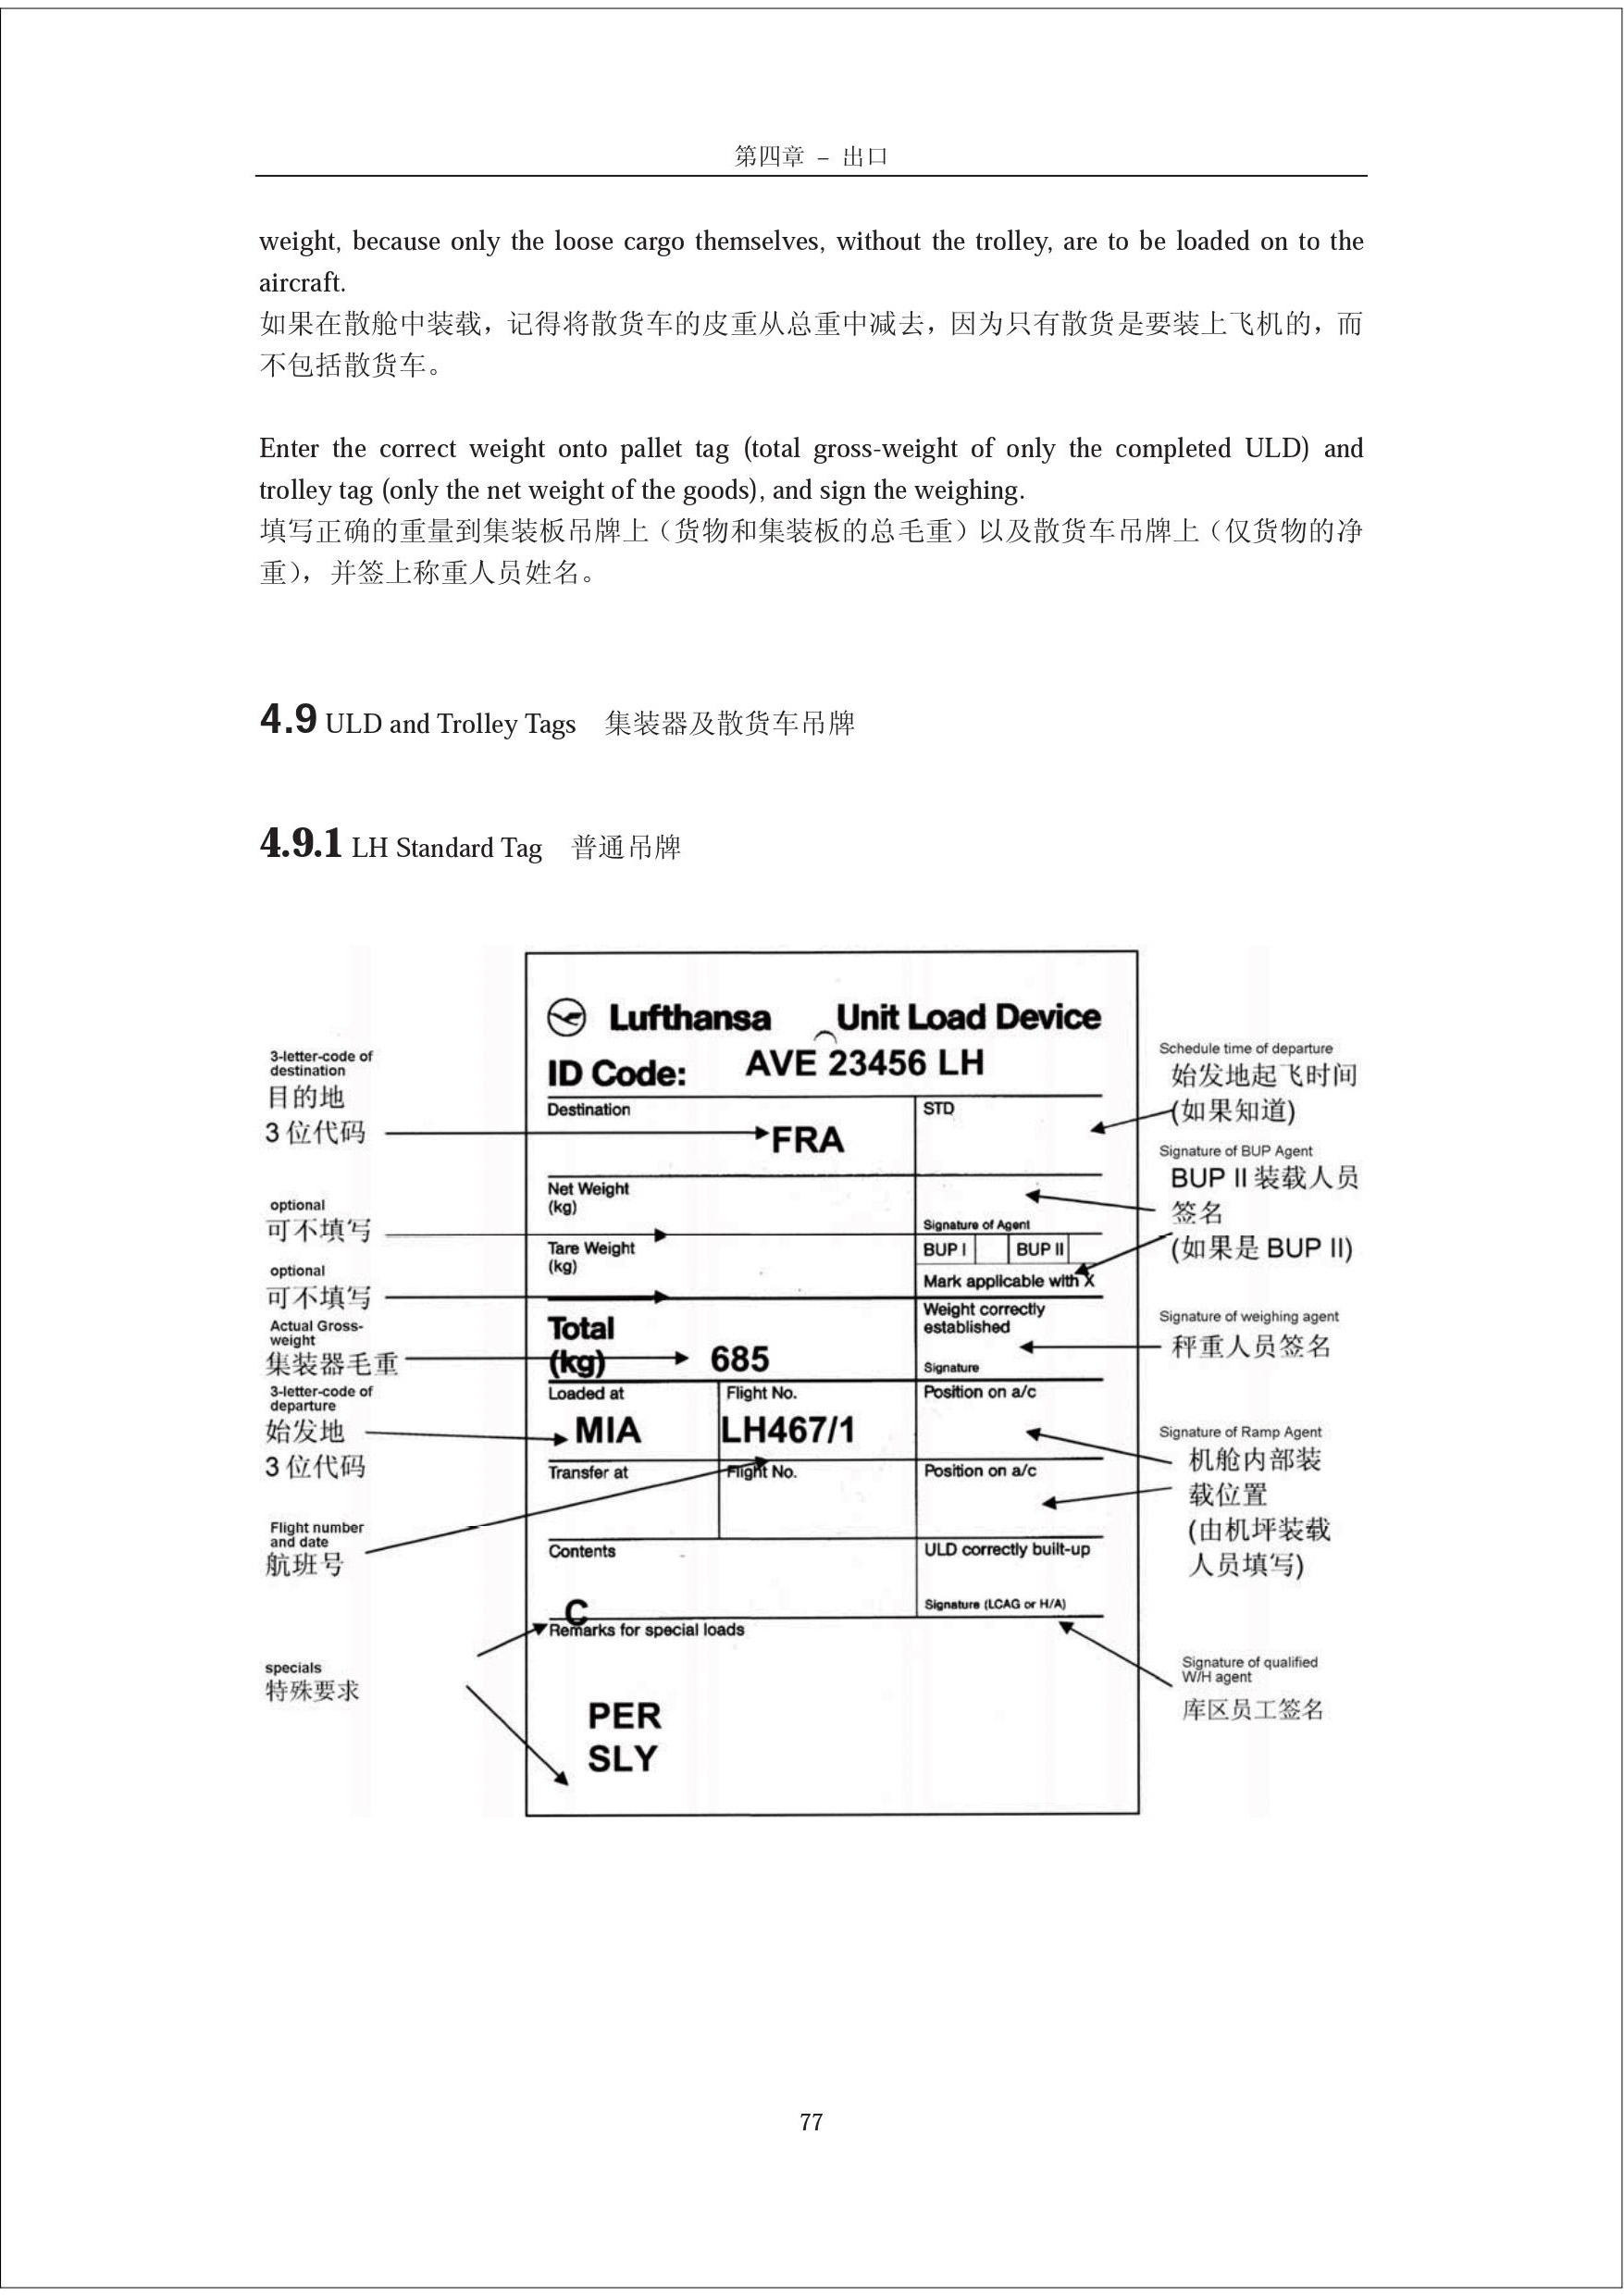 第四章 – 出口
weight, because only the loose cargo themselves, without the trolley, are to be loaded on to the
aircraft.
如果在散舱中装载，记得将散货车的皮重从总重中减去，因为只有散货是要装上飞机的，而
不包括散货车。
Enter the correct weight onto pallet tag (total gross-weight of only the completed ULD) and
trolley tag (only the net weight of the goods), and sign the weighing.
填写正确的重量到集装板吊牌上（货物和集装板的总毛重）以及散货车吊牌上（仅货物的净
重），并签上称重人员姓名。
4.9 ULD and Trolley Tags 集装器及散货车吊牌
4.9.1 LH Standard Tag 普通吊牌
3-letter-code of
destination
目的地
3 位代码
optional
可不填写
optional
可不填写
Actual Gross-
weight
集装器毛重
3-letter-code of
departure
始发地
3 位代码
Flight number
and date
航班号
specials
特殊要求
Lufthansa Unit Load Device
ID Code: AVE 23456 LH
Destination
FRA
STD
Net Weight
(kg)
Signature of Agent
Tare Weight
(kg)
BUP I BUP II
Mark applicable with X
Total
(kg) 685
Weight correctly
established
Signature
Loaded at Flight No. Position on a/c
MIA LH467/1
Transfer at Flight No. Position on a/c
Contents
C
ULD correctly built-up
Signature (LCAG or H/A)
Remarks for special loads
PER
SLY
Schedule time of departure
始发地起飞时间
(如果知道)
Signature of BUP Agent
BUP II 装载人员
签名
(如果是 BUP II)
Signature of weighing agent
秤重人员签名
Signature of Ramp Agent
机舱内部装
载位置
(由机坪装载
人员填写)
Signature of qualified
W/H agent
库区员工签名
77